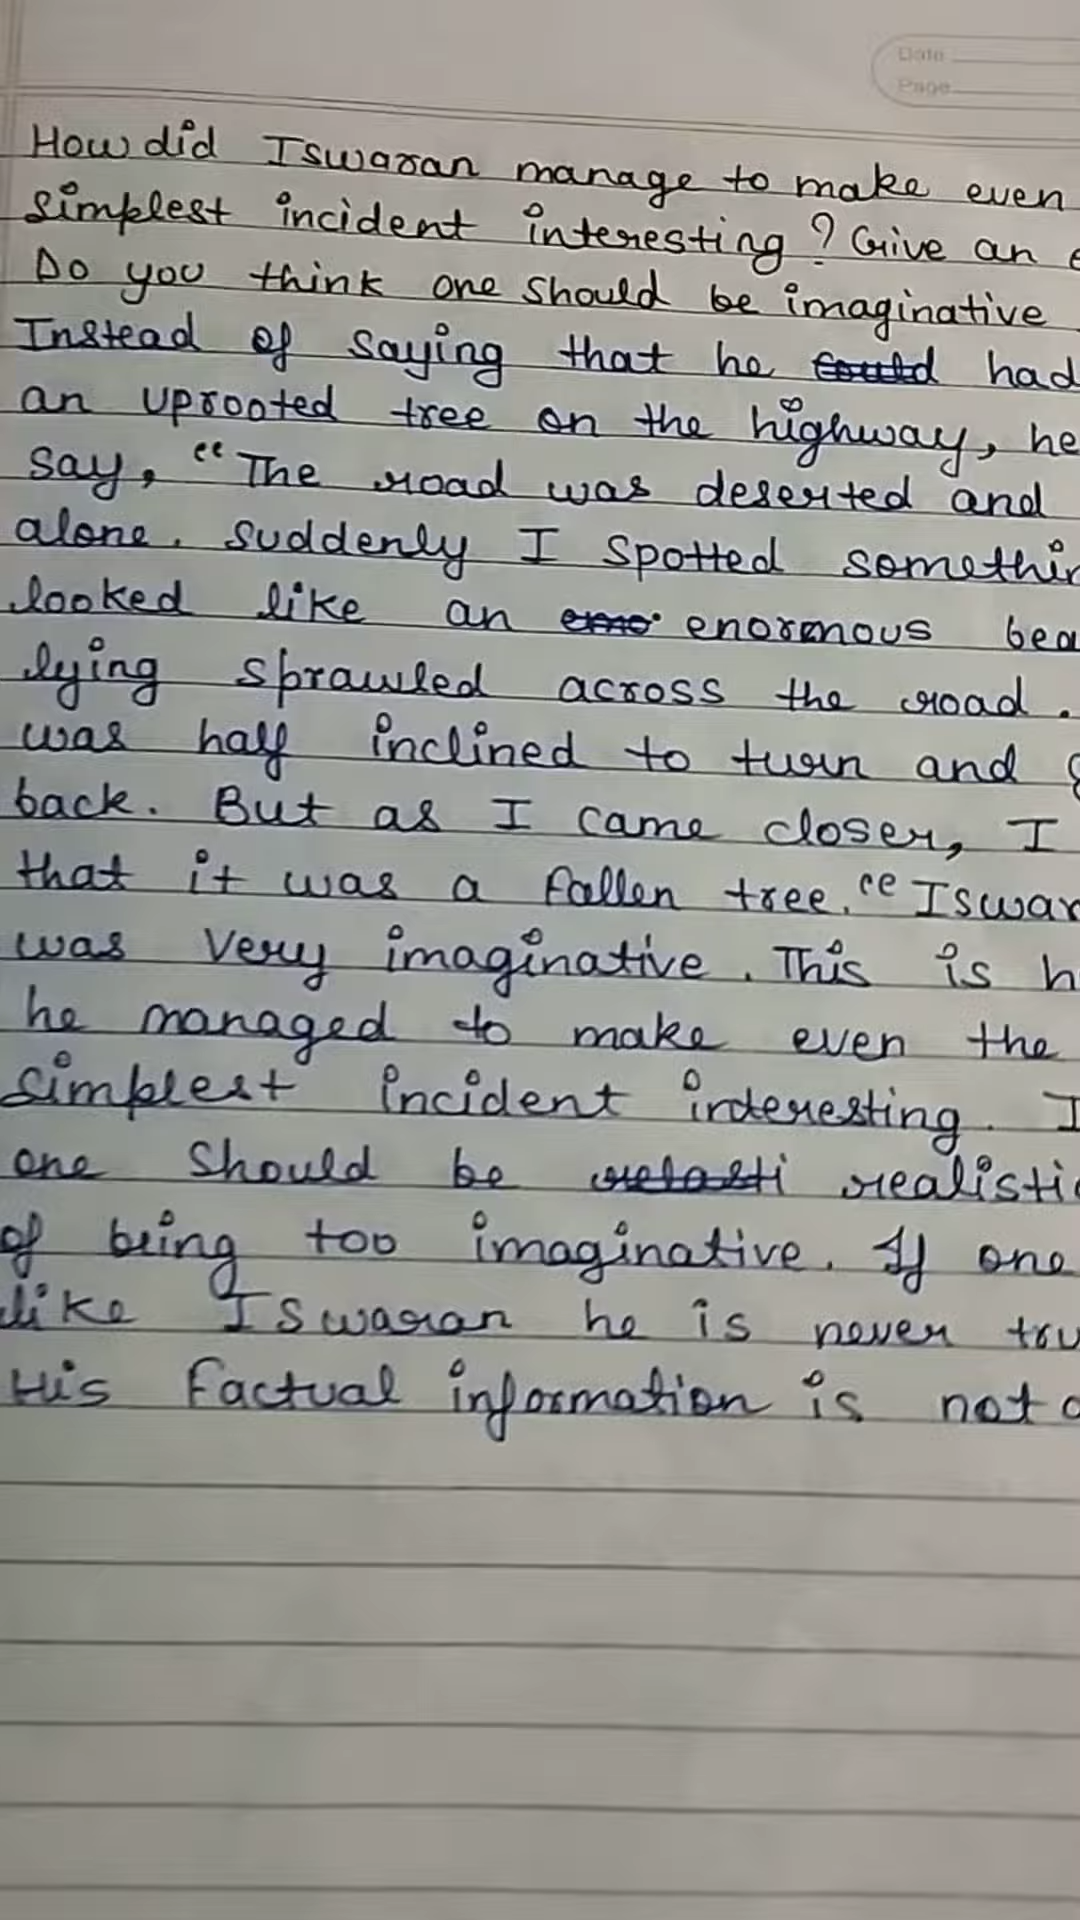 Date
Page
How did Iswaran manage to make even
simplest incident interesting? Give an
Do you think one should be imaginative
Instead of saying that he had
an uprooted tree on the highway, he
say, "The road was deserted and
alone. Suddenly I spotted somethin
looked like an enormous bea
lying sprawled across the road.
was half inclined to turn and g
back. But as I came closer, I
that it was a fallen tree." Iswar
was very imaginative. This is h
he managed to make even the
simplest incident interesting. I
one should be realistic
of being too imaginative. If one
like Iswaran he is never tru
His factual information is not